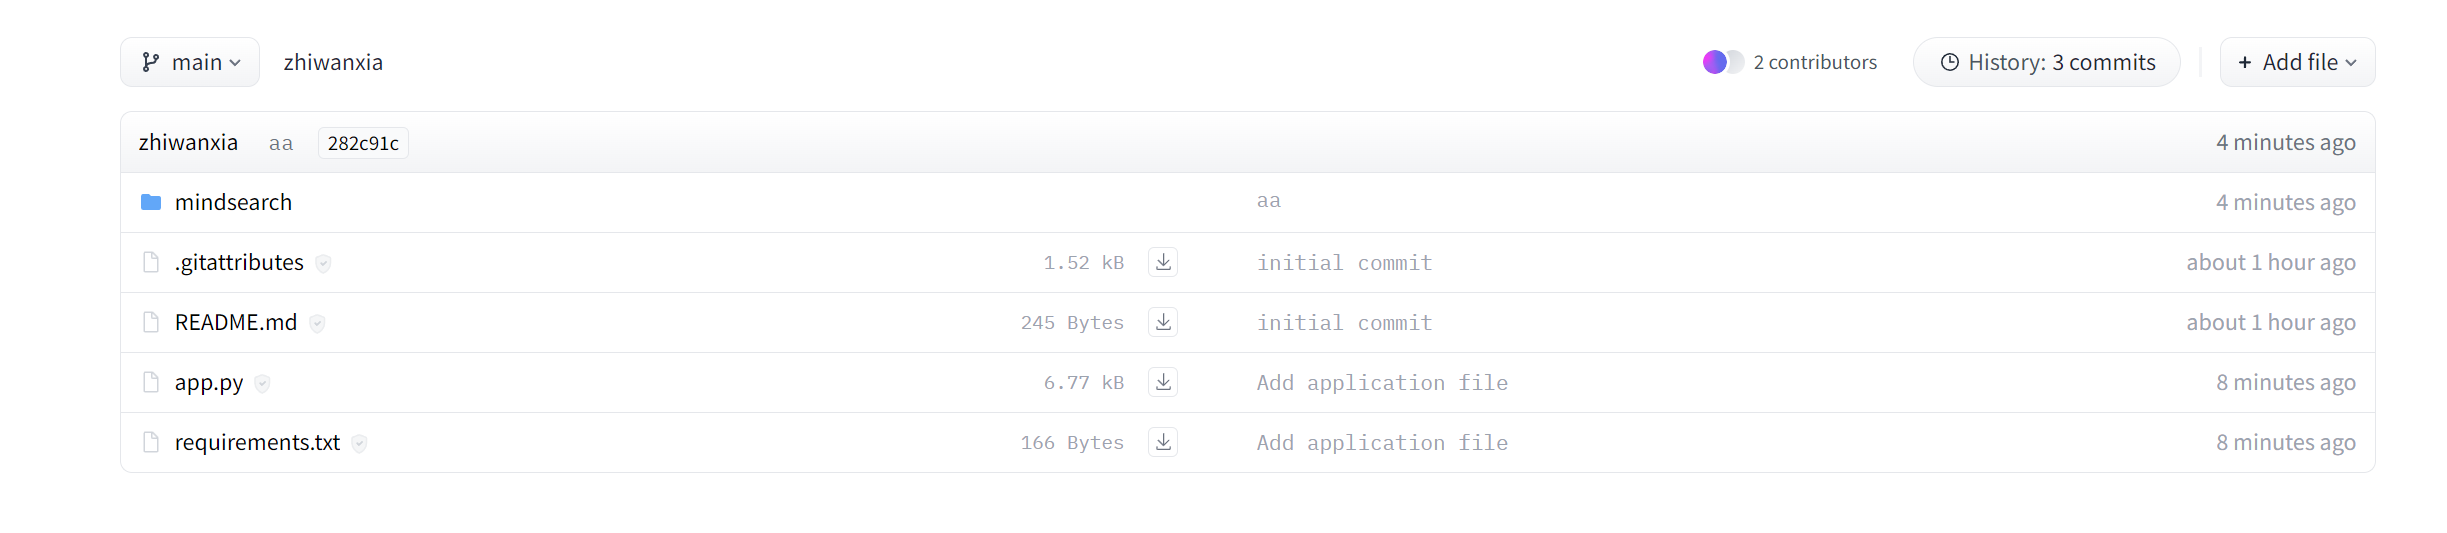 main zhiwanxia 2 contributors History: 3 commits + Add file
zhiwanxia aa 282c91c 4 minutes ago
mindsearch aa 4 minutes ago
.gitattributes 1.52 kB initial commit about 1 hour ago
README.md 245 Bytes initial commit about 1 hour ago
app.py 6.77 kB Add application file 8 minutes ago
requirements.txt 166 Bytes Add application file 8 minutes ago